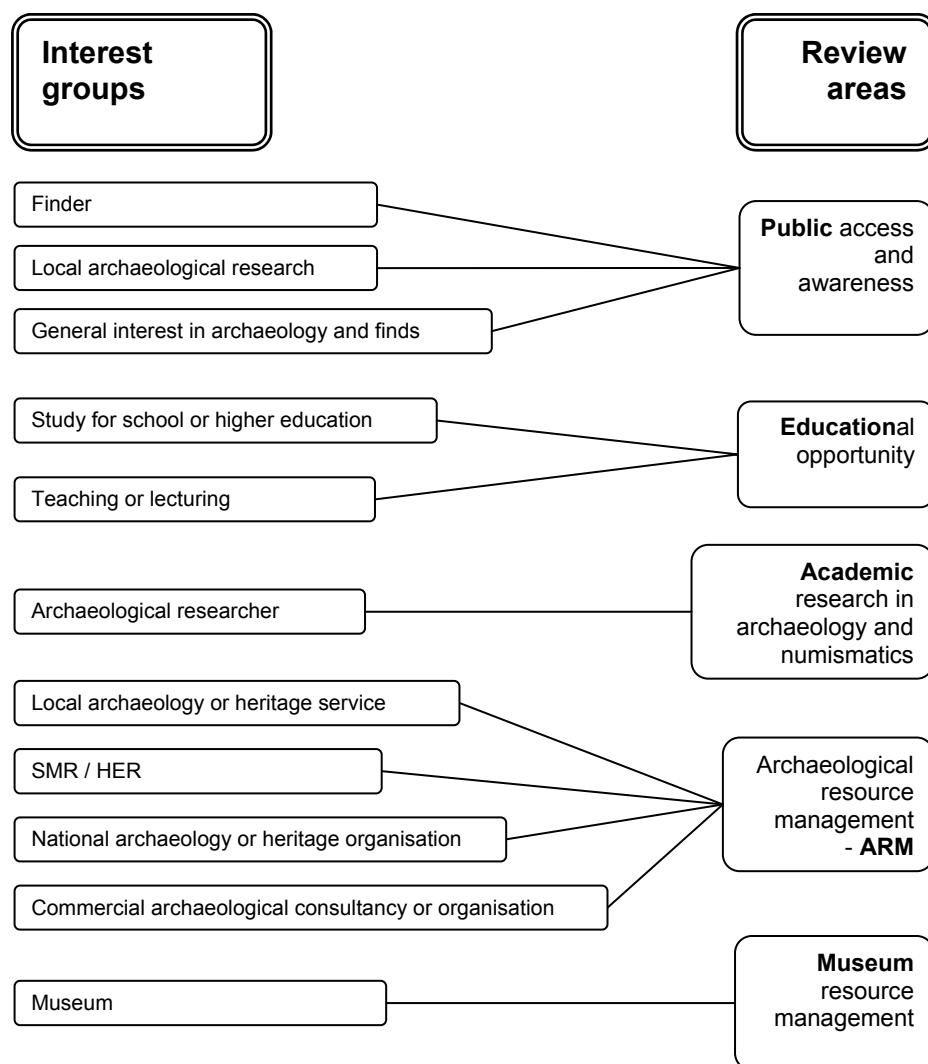 Interest
groups
Review
areas
Finder
Local archaeological research
General interest in archaeology and finds
Public access
and
awareness
Study for school or higher education
Teaching or lecturing
Educational
opportunity
Archaeological researcher
Academic
research in
archaeology and
numismatics
Local archaeology or heritage service
SMR / HER
National archaeology or heritage organisation
Commercial archaeological consultancy or organisation
Archaeological
resource
management
- ARM
Museum
Museum
resource
management